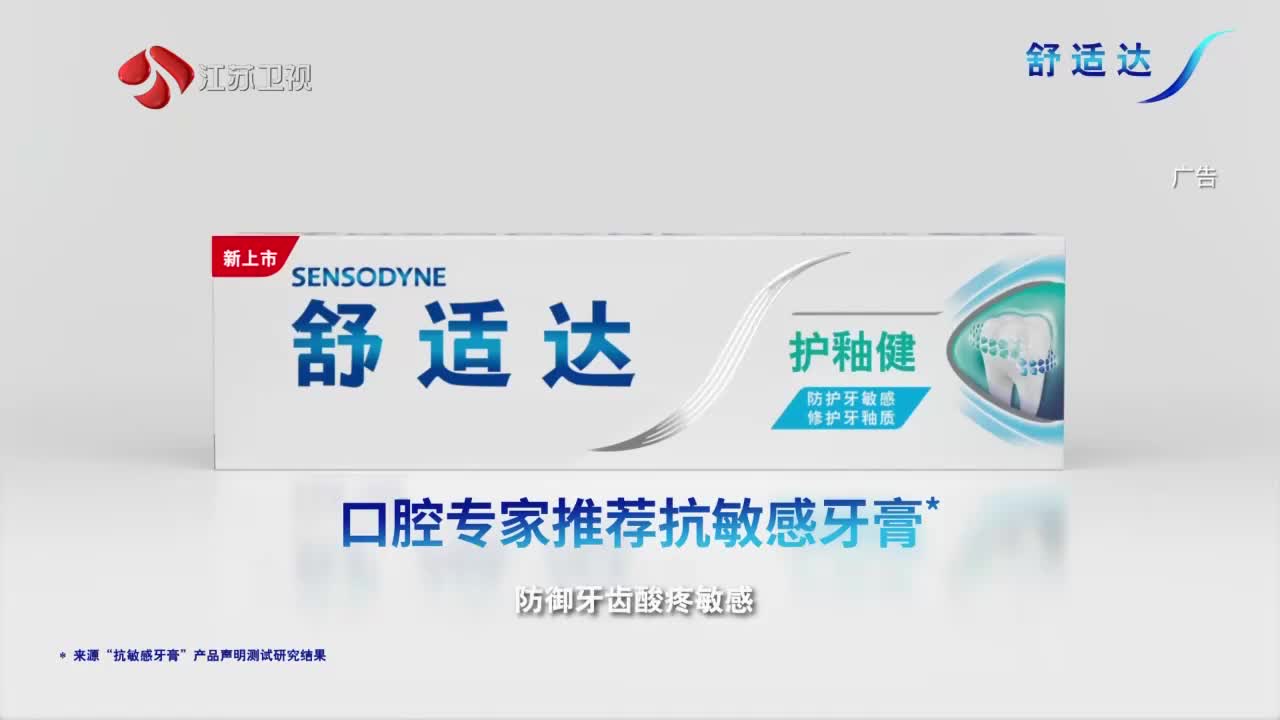 江苏卫视
舒适达
广告
新上市
SENSODYNE
舒适达
护釉健
防护牙敏感
修护牙釉质
口腔专家推荐抗敏感牙膏*
防御牙齿酸疼敏感
* 来源“抗敏感牙膏”产品声明测试研究结果